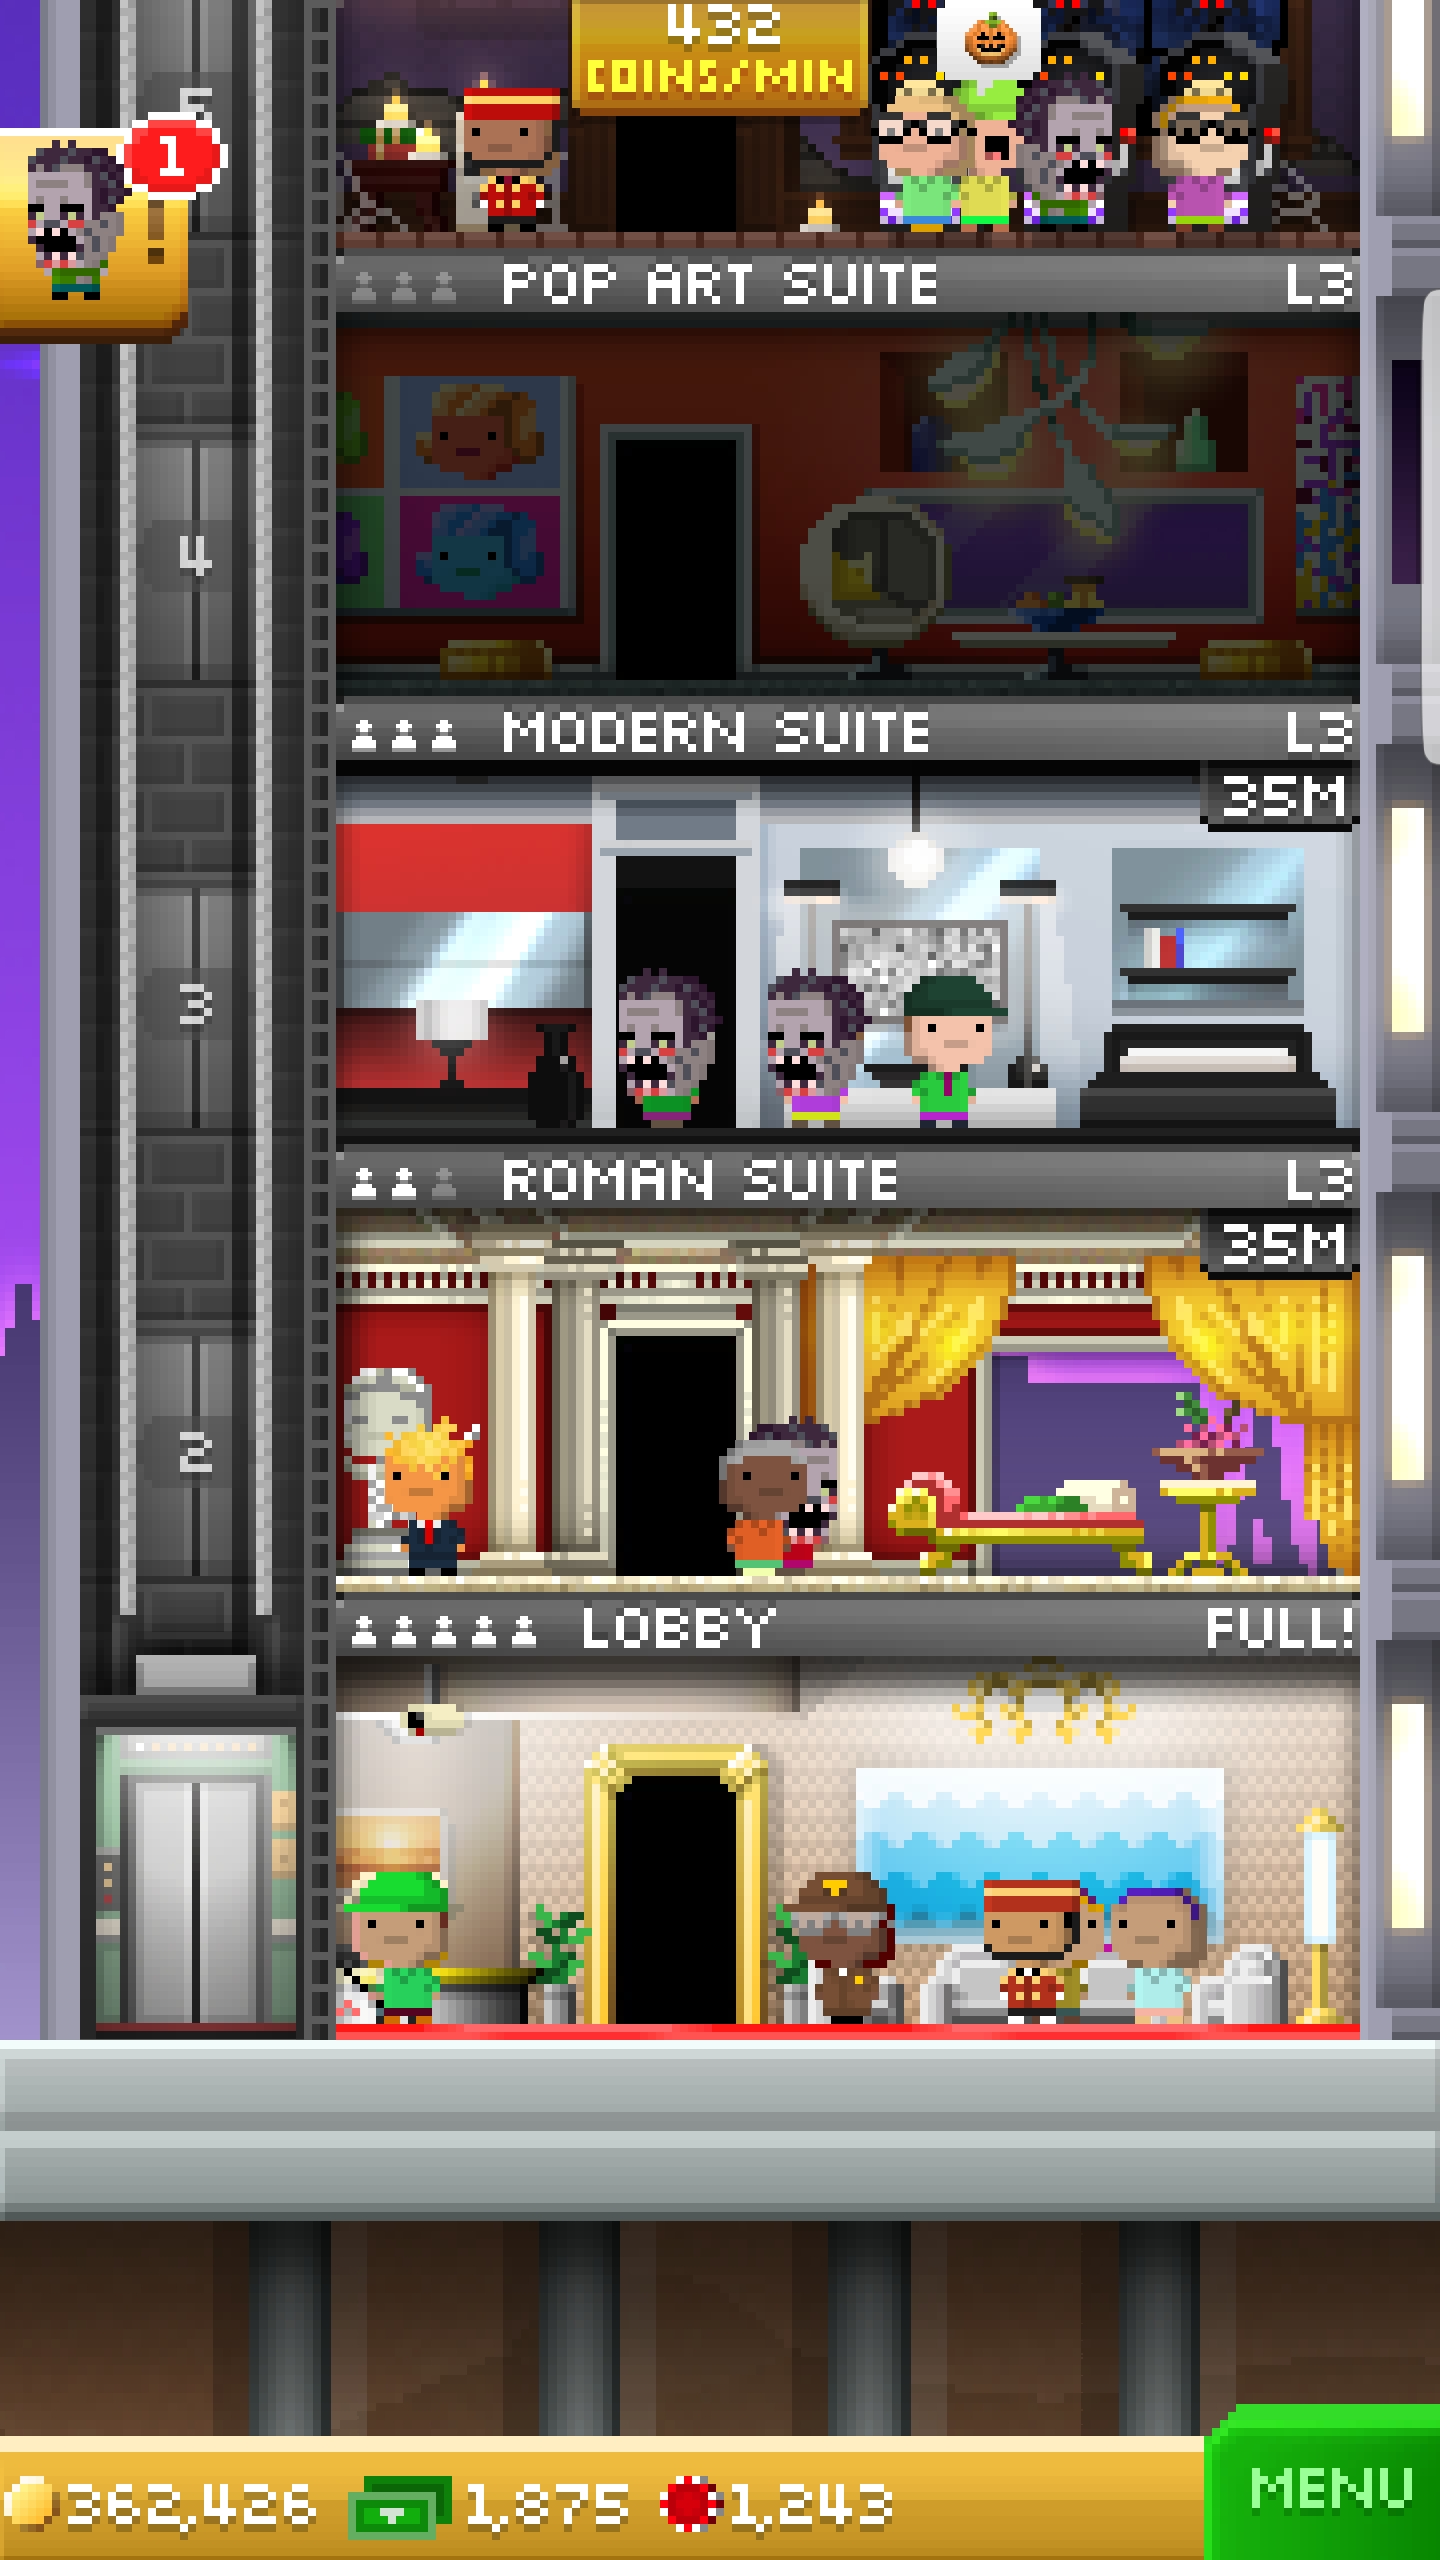 432
COINS/MIN
5
1
!
POP ART SUITE L3
4
MODERN SUITE L3
35M
3
ROMAN SUITE L3
35M
2
LOBBY FULL!
362,426 1,875 1,243
MENU